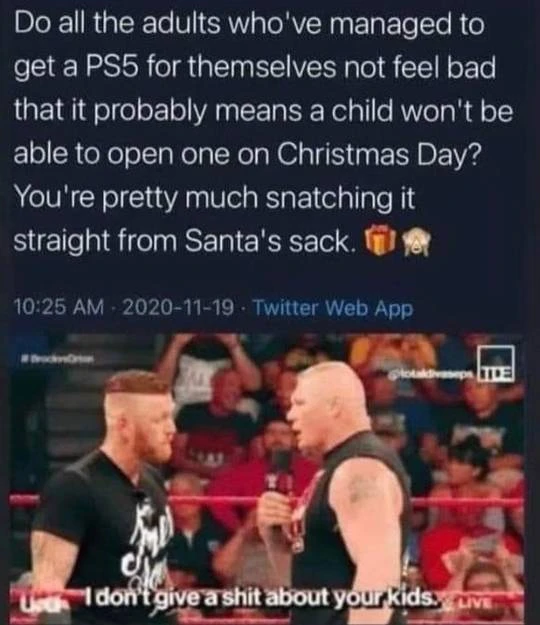 Do all the adults who've managed to
get a PS5 for themselves not feel bad
that it probably means a child won't be
able to open one on Christmas Day?
You're pretty much snatching it
straight from Santa's sack. 🎁🙈
10:25 AM · 2020-11-19 · Twitter Web App
#BrockvsOrton
@totaldivaseps
I don't give a shit about your kids.
LIVE